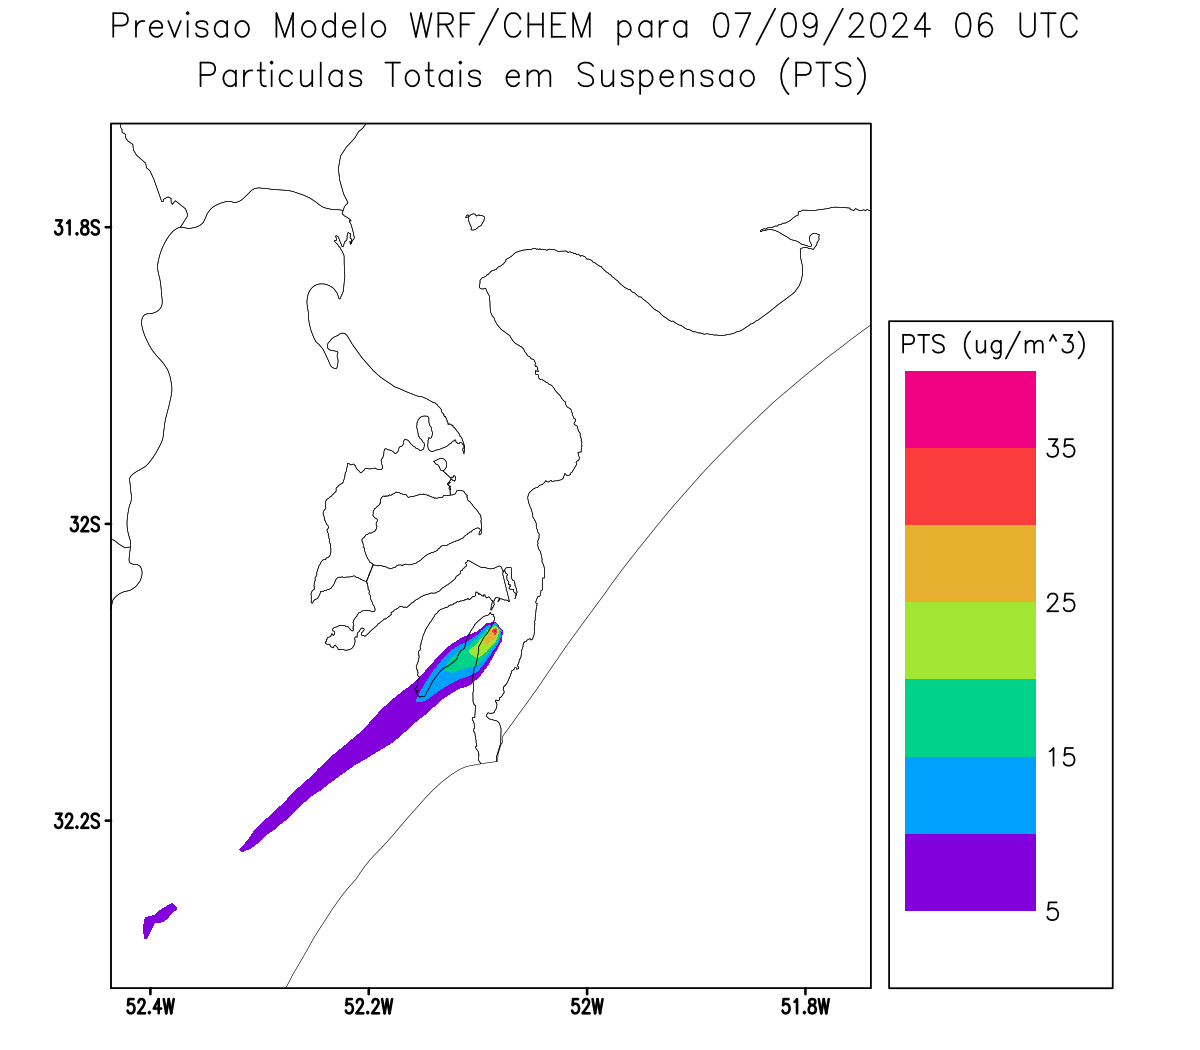 Previsao Modelo WRF/CHEM para 07/09/2024 06 UTC
Particulas Totais em Suspensao (PTS)
31.8S
32S
32.2S
52.4W
52.2W
52W
51.8W
PTS (ug/m^3)
35
25
15
5